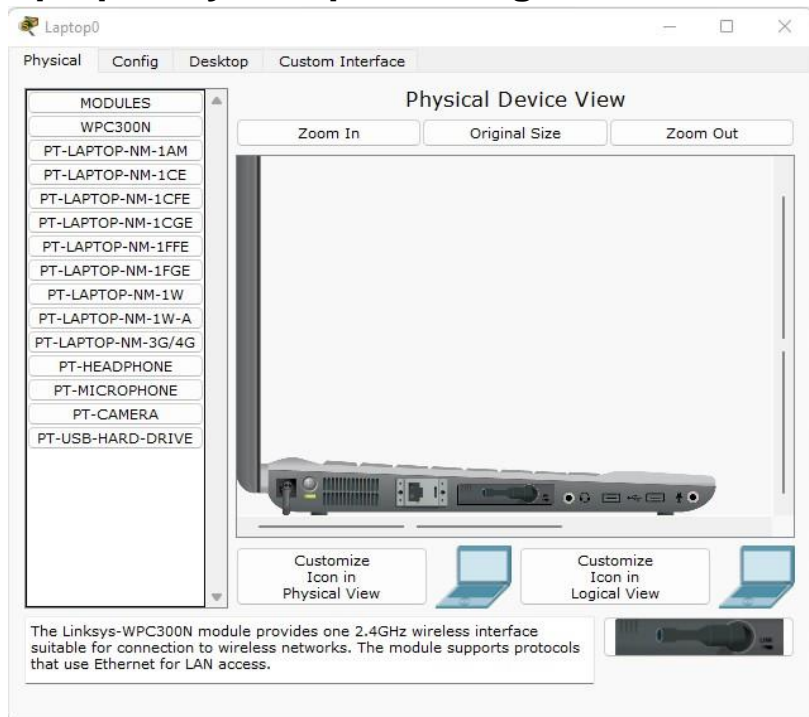 Laptop0
Physical Config Desktop Custom Interface
MODULES
WPC300N
PT-LAPTOP-NM-1AM
PT-LAPTOP-NM-1CE
PT-LAPTOP-NM-1CFE
PT-LAPTOP-NM-1CGE
PT-LAPTOP-NM-1FFE
PT-LAPTOP-NM-1FGE
PT-LAPTOP-NM-1W
PT-LAPTOP-NM-1W-A
PT-LAPTOP-NM-3G/4G
PT-HEADPHONE
PT-MICROPHONE
PT-CAMERA
PT-USB-HARD-DRIVE
Physical Device View
Zoom In Original Size Zoom Out
Customize
Icon in
Physical View
Customize
Icon in
Logical View
The Linksys-WPC300N module provides one 2.4GHz wireless interface
suitable for connection to wireless networks. The module supports protocols
that use Ethernet for LAN access.